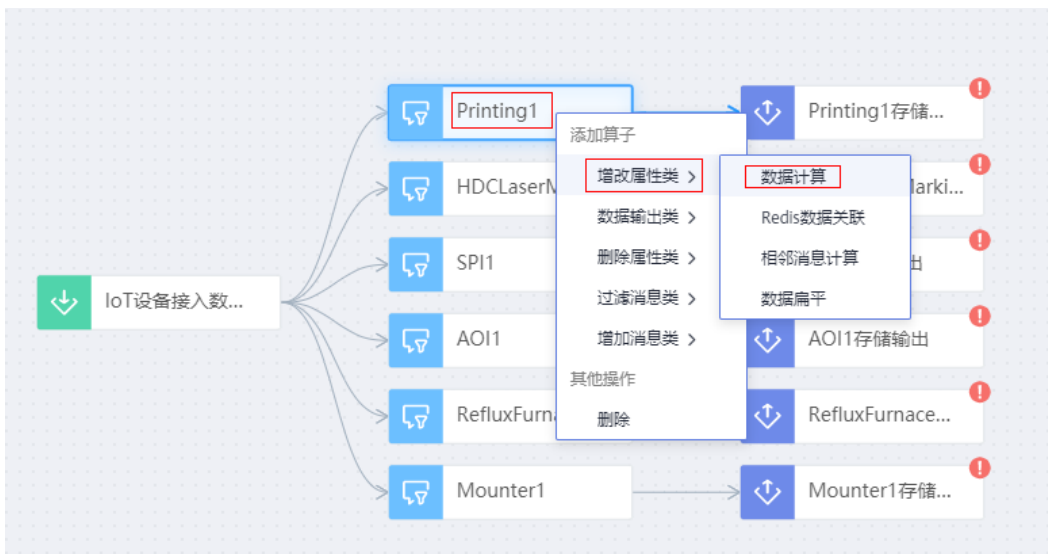 Printing1
Printing1存储...
添加算子
增改属性类
数据计算
HDCLaserM
arki...
数据输出类
Redis数据关联
删除属性类
相邻消息计算
SPI1
出
IoT设备接入数...
过滤消息类
数据扁平
AOI1
增加消息类
AOI1存储输出
其他操作
RefluxFurna
删除
RefluxFurnace...
Mounter1
Mounter1存储...